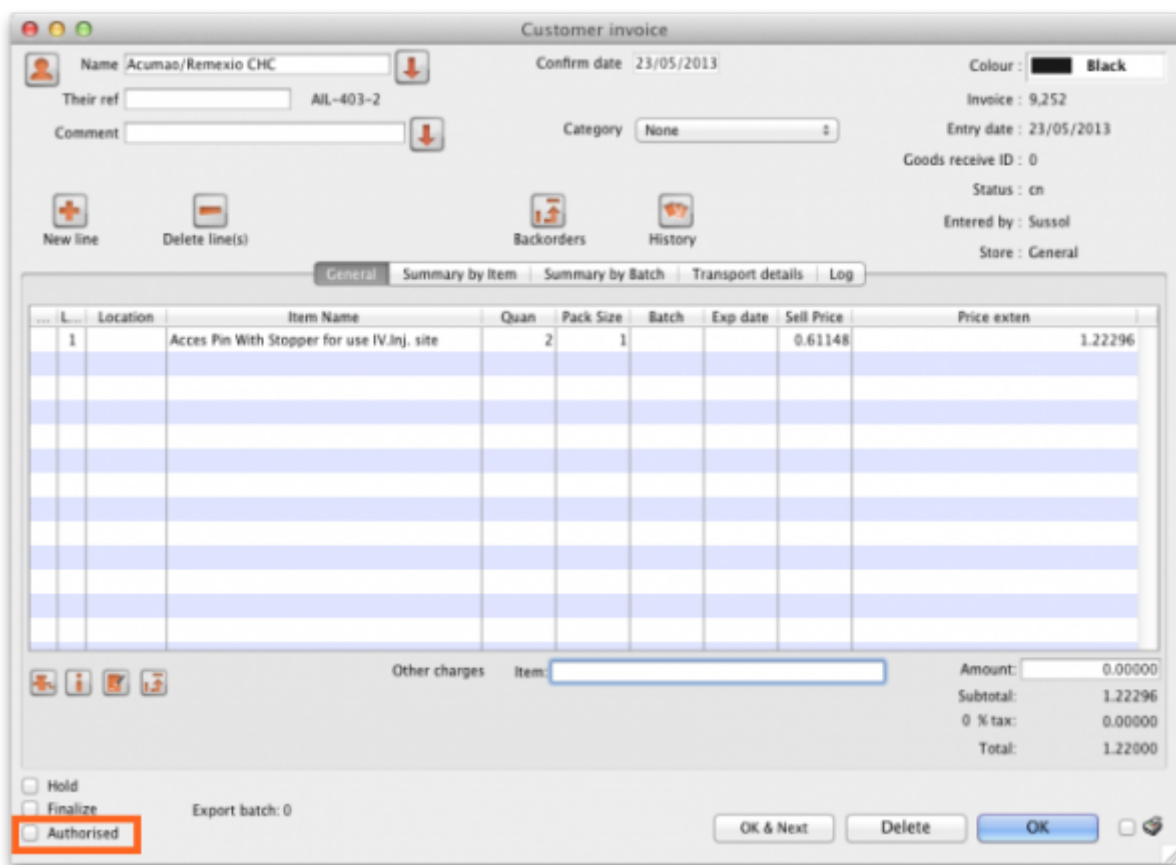 Customer invoice
Name Acumao/Remexio CHC Confirm date 23/05/2013 Colour : Black
Their ref AIL-403-2 Invoice : 9,252
Comment Category None Entry date : 23/05/2013
Goods receive ID : 0
Status : cn
New line Delete line(s) Backorders History Entered by : Sussol
Store : General
General Summary by Item Summary by Batch Transport details Log
... L... Location Item Name Quan Pack Size Batch Exp date Sell Price Price exten
1 Acces Pin With Stopper for use IV.Inj. site 2 1 0.61148 1.22296
Other charges Item: Amount: 0.00000
Subtotal: 1.22296
0 % tax: 0.00000
Total: 1.22000
Hold
Finalize Export batch: 0
Authorised OK & Next Delete OK